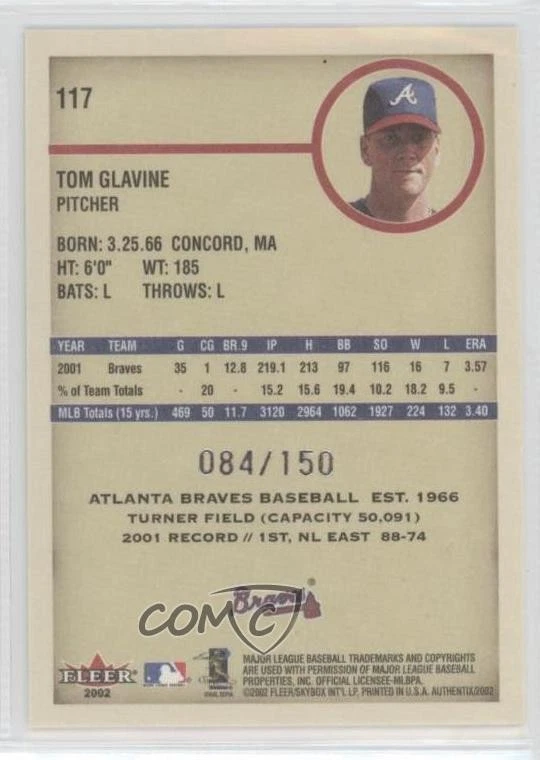 117
A
TOM GLAVINE
PITCHER
BORN: 3.25.66 CONCORD, MA
HT: 6'0" WT: 185
BATS: L THROWS: L
YEAR TEAM G CG BR.9 IP H BB SO W L ERA
2001 Braves 35 1 12.8 219.1 213 97 116 16 7 3.57
% of Team Totals - 20 - 15.2 15.6 19.4 10.2 18.2 9.5 -
MLB Totals (15 yrs.) 469 50 11.7 3120 2964 1062 1927 224 132 3.40
084/150
ATLANTA BRAVES BASEBALL EST. 1966
TURNER FIELD (CAPACITY 50,091)
2001 RECORD // 1ST, NL EAST 88-74
Braves®
COMC
FLEER
2002
MAJOR LEAGUE BASEBALL TRADEMARKS AND COPYRIGHTS
ARE USED WITH PERMISSION OF MAJOR LEAGUE BASEBALL
PROPERTIES, INC. OFFICIAL LICENSEE-MLBPA.
©2002 FLEER/SKYBOX INT'L LP, PRINTED IN U.S.A. AUTHENTIX/2002